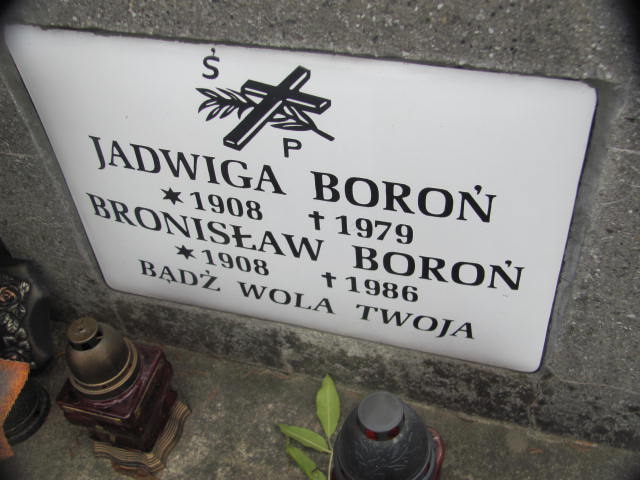 Ś P
JADWIGA BOROŃ
★1908 ✝1979
BRONISŁAW BOROŃ
★1908 ✝1986
BĄDŹ WOLA TWOJA